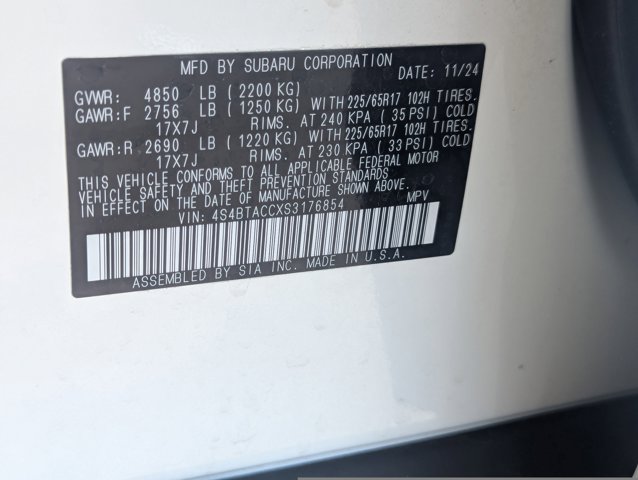 MFD BY SUBARU CORPORATION DATE: 11/24
GVWR: 4850 LB ( 2200 KG)
GAWR:F 2756 LB ( 1250 KG) WITH 225/65R17 102H TIRES.
17X7J RIMS. AT 240 KPA ( 35 PSI) COLD
GAWR:R 2690 LB ( 1220 KG) WITH 225/65R17 102H TIRES.
17X7J RIMS. AT 230 KPA ( 33 PSI) COLD
THIS VEHICLE CONFORMS TO ALL APPLICABLE FEDERAL MOTOR
VEHICLE SAFETY AND THEFT PREVENTION STANDARDS
IN EFFECT ON THE DATE OF MANUFACTURE SHOWN ABOVE.
VIN: 4S4BTACCXS3176854 MPV
ASSEMBLED BY SIA INC. MADE IN U.S.A.